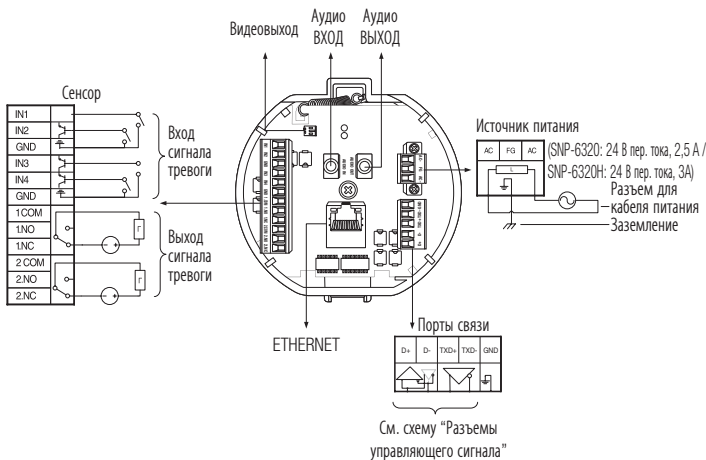 Аудио
ВХОД
Аудио
ВЫХОД
Видеовыход
Сенсор
IN1
IN2
GND
IN3
IN4
GND
1COM
1.NO
1.NC
2 COM
2.NO
2.NC
Вход
сигнала
тревоги
Выход
сигнала
тревоги
Источник питания
AC FG AC
L
(SNP-6320: 24 В пер. тока, 2,5 А /
SNP-6320H: 24 В пер. тока, 3А)
Разъем для
кабеля питания
Заземление
ETHERNET
Порты связи
D+ D- TXD+ TXD- GND
См. схему “Разъемы
управляющего сигнала”